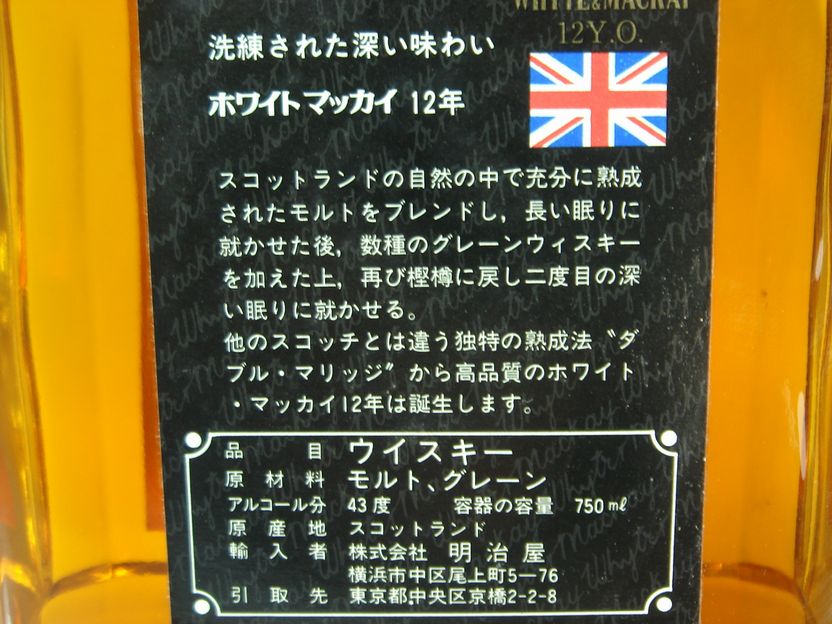 WHYTE&MACKAY
12Y.O.
洗練された深い味わい
ホワイトマッカイ 12年
スコットランドの自然の中で充分に熟成
されたモルトをブレンドし，長い眠りに
就かせた後，数種のグレーンウィスキー
を加えた上，再び樫樽に戻し二度目の深
い眠りに就かせる。
他のスコッチとは違う独特の熟成法〝ダ
ブル・マリッジ〞から高品質のホワイト
・マッカイ12年は誕生します。
品目 ウイスキー
原材料 モルト、グレーン
アルコール分 43度 容器の容量 750ml
原産地 スコットランド
輸入者 株式会社 明治屋
横浜市中区尾上町5-76
引取先 東京都中央区京橋2-2-8